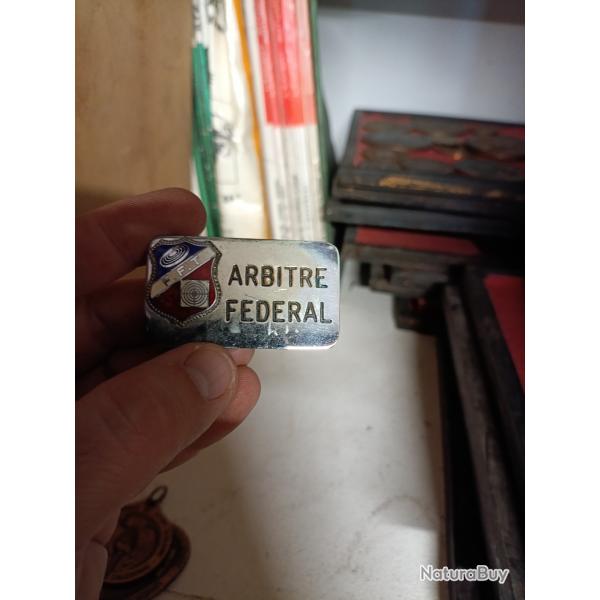 F.F.T
ARBITRE
FEDERAL
NaturaBuy